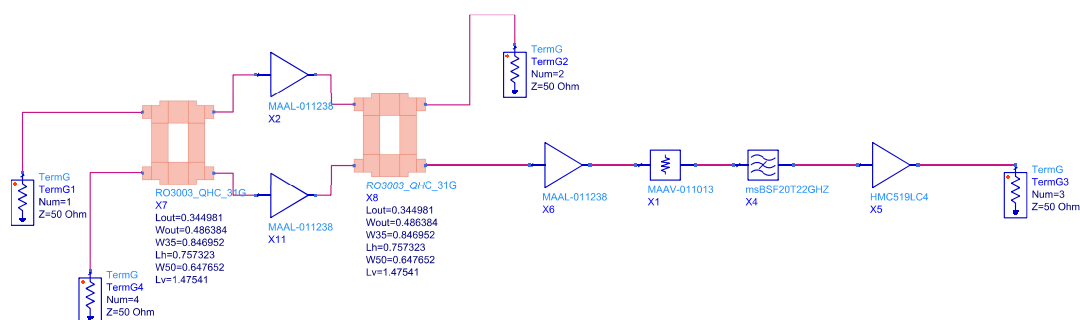 TermG
TermG1
Num=1
Z=50 Ohm
TermG
TermG4
Num=4
Z=50 Ohm
RO3003_QHC_31G
X7
Lout=0.344981
Wout=0.486384
W35=0.846952
Lh=0.757323
W50=0.647652
Lv=1.47541
MAAL-011238
X2
MAAL-011238
X11
RO3003_QHC_31G
X8
Lout=0.344981
Wout=0.486384
W35=0.846952
Lh=0.757323
W50=0.647652
Lv=1.47541
TermG
TermG2
Num=2
Z=50 Ohm
MAAL-011238
X6
MAAV-011013
X1
msBSF20T22GHZ
X4
HMC519LC4
X5
TermG
TermG3
Num=3
Z=50 Ohm